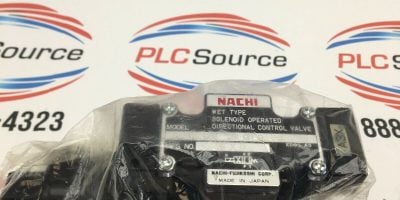 PLC Source
PLC Source
-4323
888
NACHI
WET TYPE
SOLENOID OPERATED
DIRECTIONAL CONTROL VALVE
MODEL
NO.
NACHI-FUJIKOSHI CORP.
MADE IN JAPAN